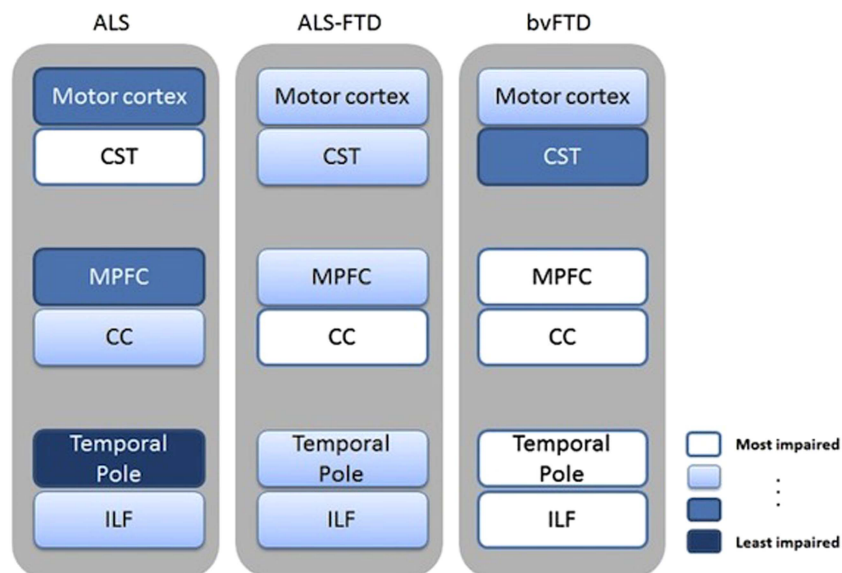 ALS
ALS-FTD
bvFTD
Motor cortex
CST
MPFC
CC
Temporal
Pole
ILF
Motor cortex
CST
MPFC
CC
Temporal
Pole
ILF
Motor cortex
CST
MPFC
CC
Temporal
Pole
ILF
Most impaired
Least impaired